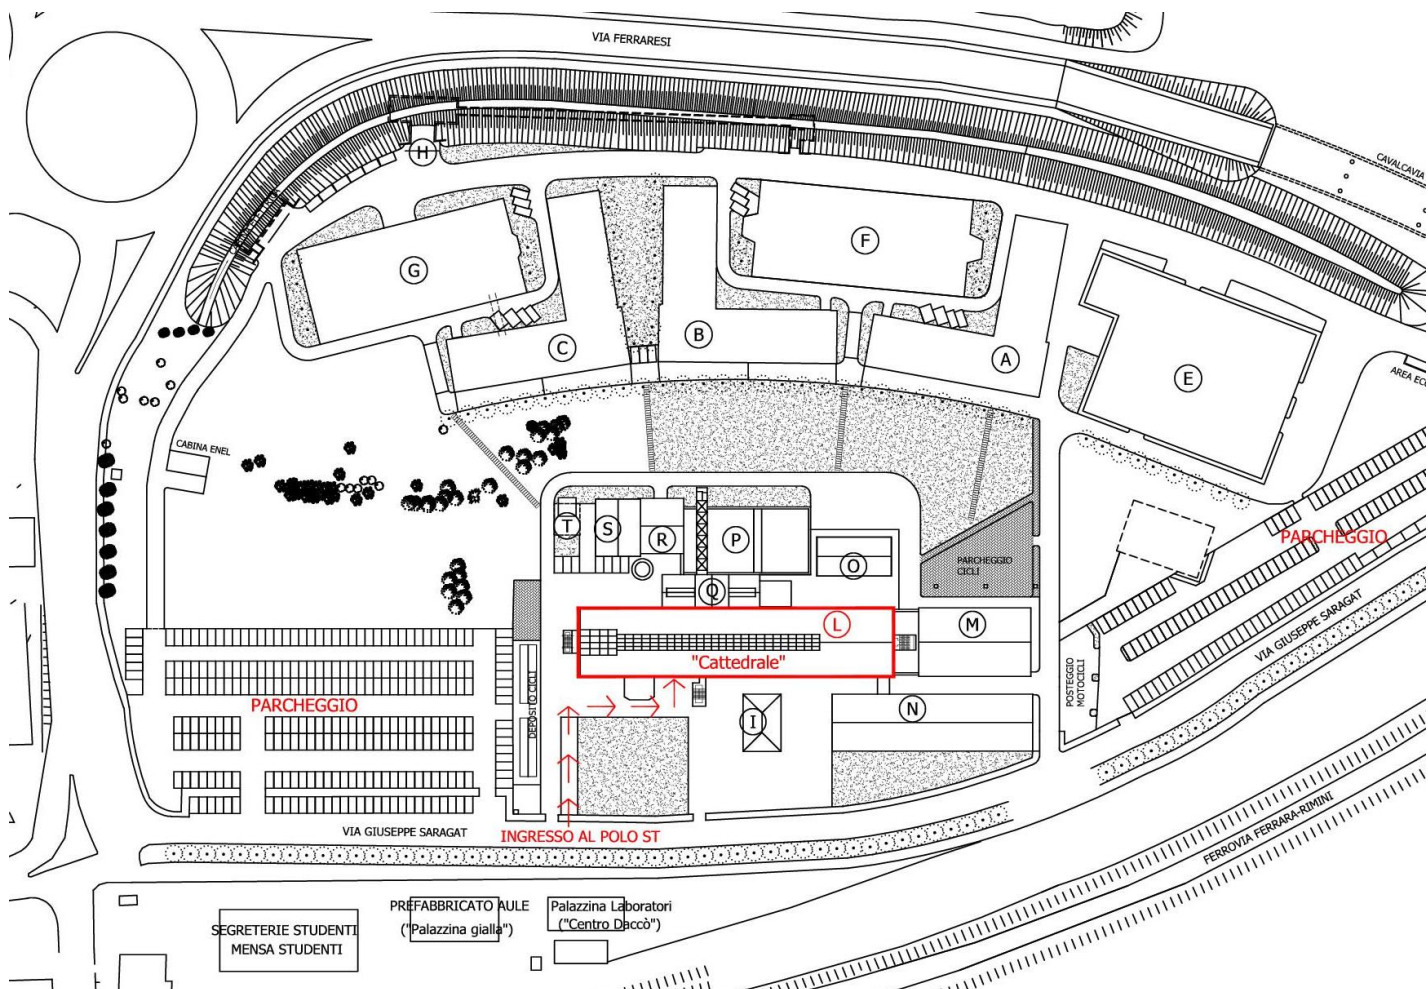 VIA FERRARESI
CAVALCAVIA
H
F
G
B
C
A
E
AREA ECO
CABINA ENEL
T
S
R
P
PARCHEGGIO
O
PARCHEGGIO
CICLI
Q
L
M
"Cattedrale"
VIA GIUSEPPE SARAGAT
POSTEGGIO
MOTOCICLI
PARCHEGGIO
DEPOSITO CICLI
I
N
VIA GIUSEPPE SARAGAT
INGRESSO AL POLO ST
FERROVIA FERRARA-RIMINI
SEGRETERIE STUDENTI
MENSA STUDENTI
PREFABBRICATO AULE
("Palazzina gialla")
Palazzina Laboratori
("Centro Daccò")